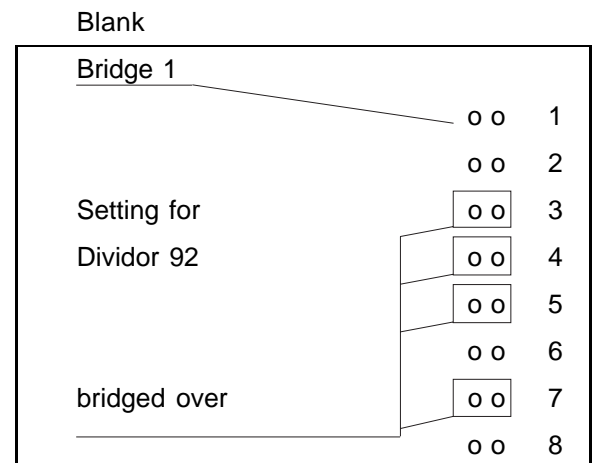 Blank
Bridge 1
o o 1
o o 2
Setting for o o 3
Dividor 92 o o 4
o o 5
o o 6
bridged over o o 7
o o 8